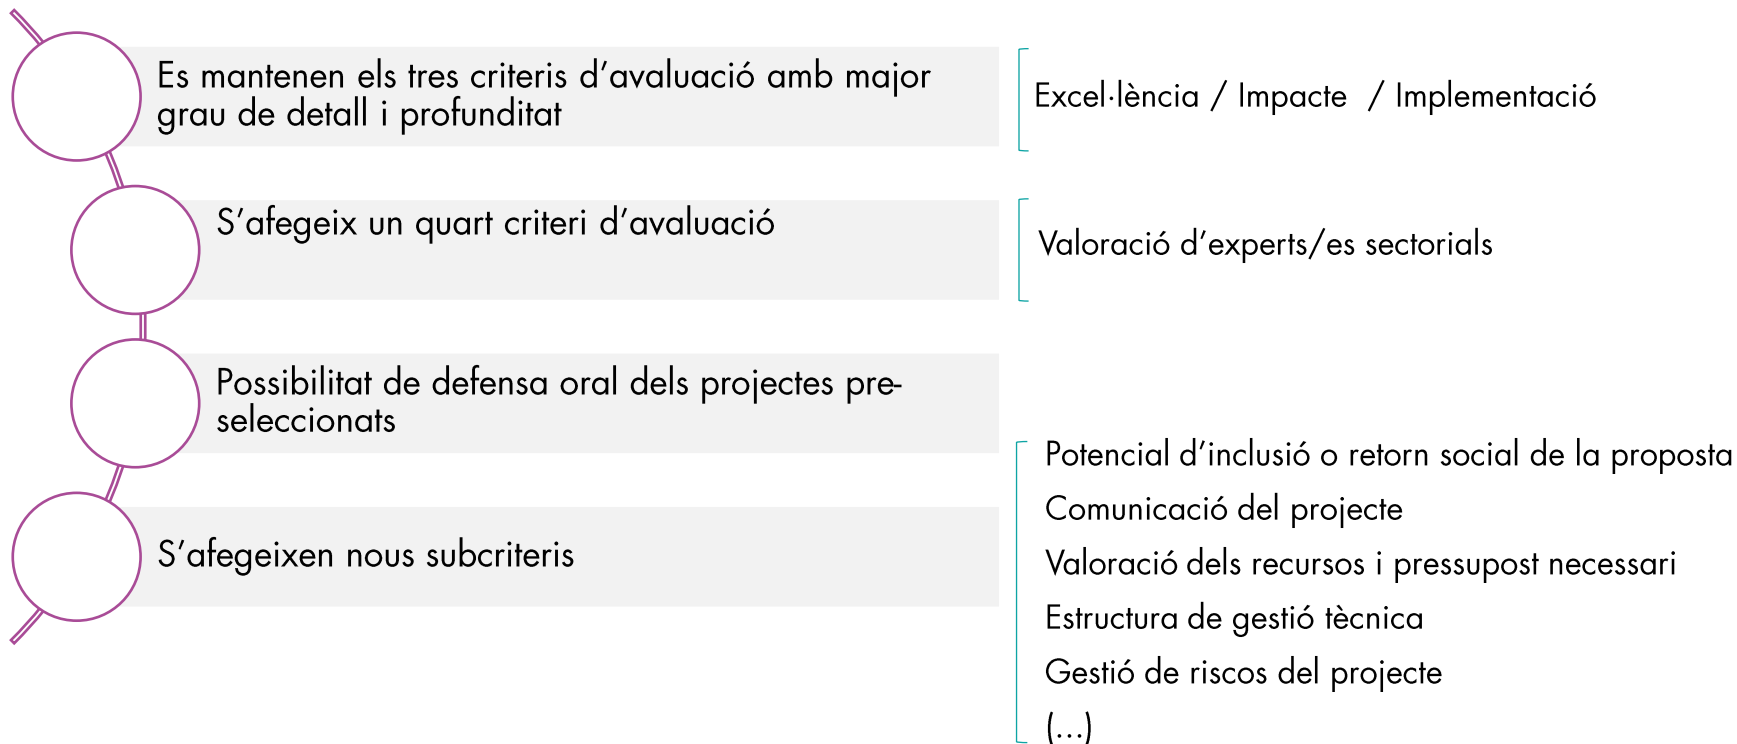 Es mantenen els tres criteris d’avaluació amb major
grau de detall i profunditat
Excel·lència / Impacte / Implementació
S’afegeix un quart criteri d’avaluació
Valoració d’experts/es sectorials
Possibilitat de defensa oral dels projectes pre-
seleccionats
S’afegeixen nous subcriteris
Potencial d’inclusió o retorn social de la proposta
Comunicació del projecte
Valoració dels recursos i pressupost necessari
Estructura de gestió tècnica
Gestió de riscos del projecte
(...)